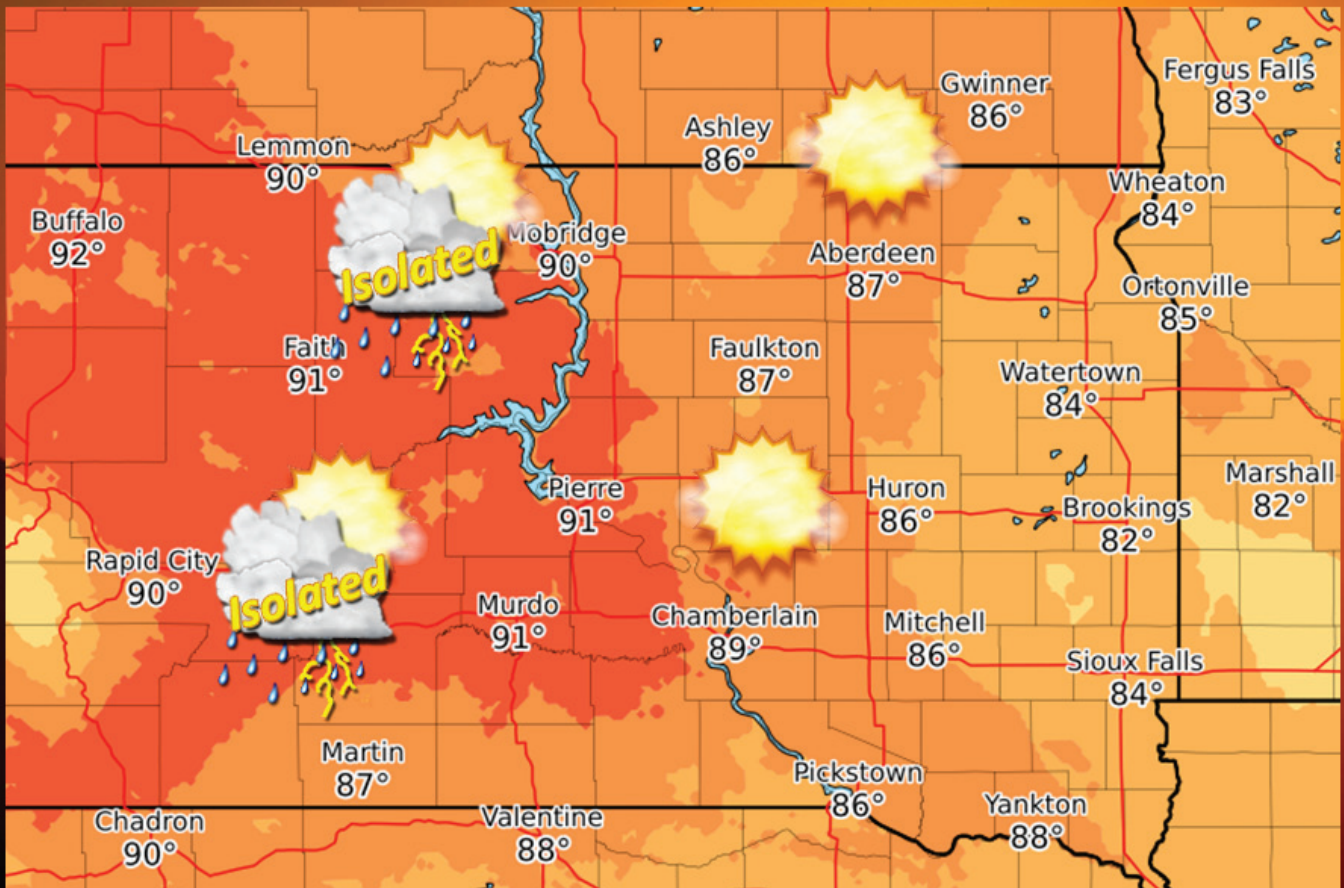 Gwinner
86°
Fergus Falls
83°
Ashley
86°
Lemmon
90°
Wheaton
84°
Buffalo
92°
Mobridge
90°
Isolated
Aberdeen
87°
Ortonville
85°
Faith
91°
Faulkton
87°
Watertown
84°
Pierre
91°
Huron
86°
Marshall
82°
Brookings
82°
Rapid City
90°
Isolated
Murdo
91°
Chamberlain
89°
Mitchell
86°
Sioux Falls
84°
Martin
87°
Pickstown
86°
Yankton
88°
Chadron
90°
Valentine
88°